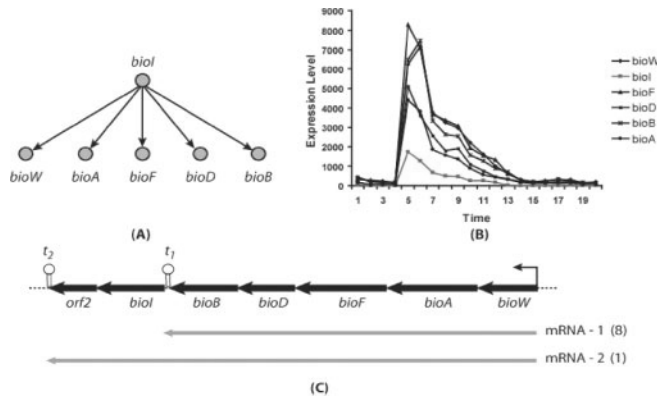 bioI
bioW bioA bioF bioD bioB
(A)
Expression Level
9000
8000
7000
6000
5000
4000
3000
2000
1000
0
1 3 5 7 9 11 13 15 17 19
Time
bioW
bioI
bioF
bioD
bioB
bioA
(B)
t2 t1
orf2 bioI bioB bioD bioF bioA bioW
mRNA - 1 (8)
mRNA - 2 (1)
(C)